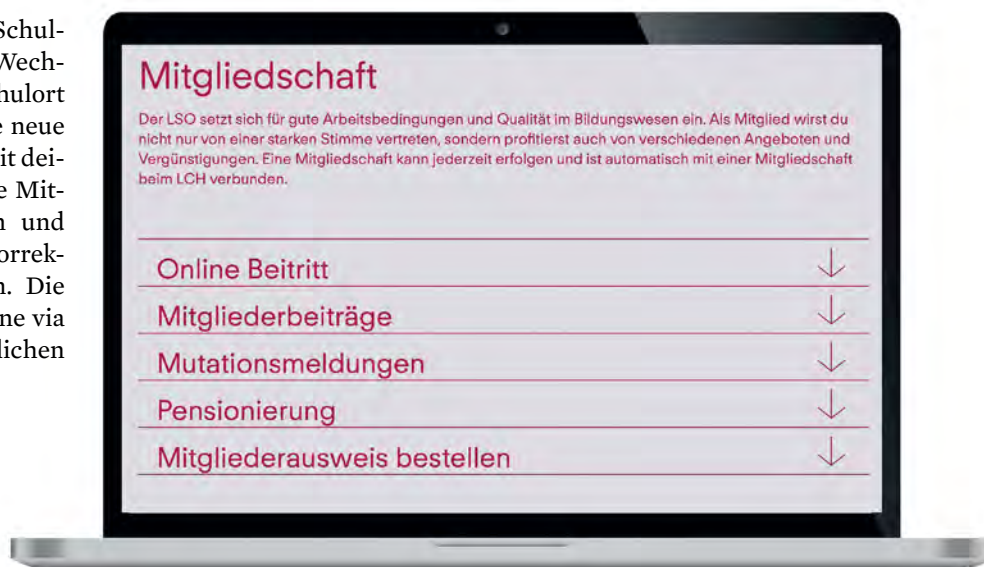 Schul-
Wech-
hulort
e neue
it dei-
e Mit-
n und
orrek-
n. Die
ne via
lichen
Mitgliedschaft
Der LSO setzt sich für gute Arbeitsbedingungen und Qualität im Bildungswesen ein. Als Mitglied wirst du
nicht nur von einer starken Stimme vertreten, sondern profitierst auch von verschiedenen Angeboten und
Vergünstigungen. Eine Mitgliedschaft kann jederzeit erfolgen und ist automatisch mit einer Mitgliedschaft
beim LCH verbunden.
Online Beitritt
Mitgliederbeiträge
Mutationsmeldungen
Pensionierung
Mitgliederausweis bestellen